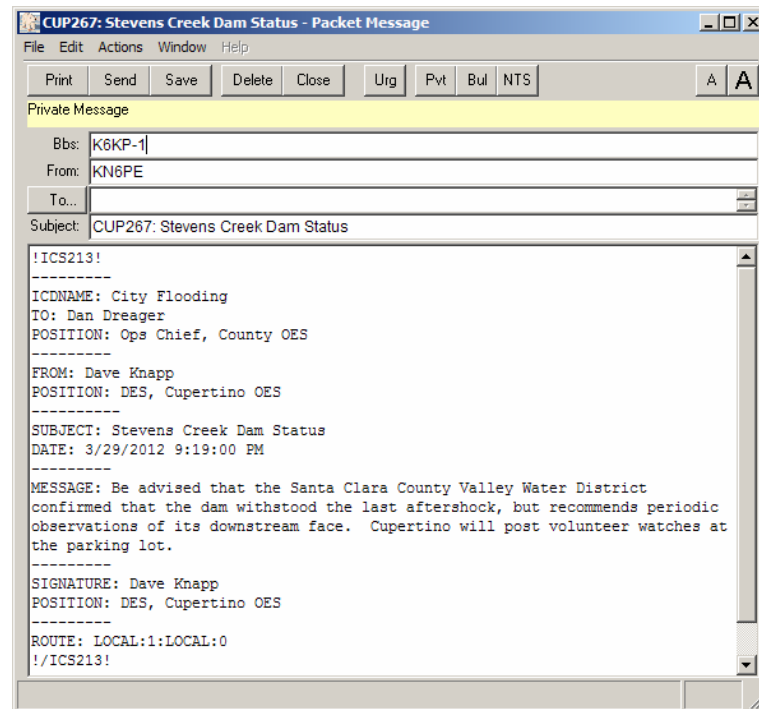 CUP267: Stevens Creek Dam Status - Packet Message
File Edit Actions Window Help
Print Send Save Delete Close Urg Pvt Bul NTS A A
Private Message
Bbs: K6KP-1
From: KN6PE
To...
Subject: CUP267: Stevens Creek Dam Status
!ICS213!
---------
ICDNAME: City Flooding
TO: Dan Dreager
POSITION: Ops Chief, County OES
---------
FROM: Dave Knapp
POSITION: DES, Cupertino OES
----------
SUBJECT: Stevens Creek Dam Status
DATE: 3/29/2012 9:19:00 PM
---------
MESSAGE: Be advised that the Santa Clara County Valley Water District
confirmed that the dam withstood the last aftershock, but recommends periodic
observations of its downstream face.  Cupertino will post volunteer watches at
the parking lot.
---------
SIGNATURE: Dave Knapp
POSITION: DES, Cupertino OES
---------
ROUTE: LOCAL:1:LOCAL:0
!/ICS213!